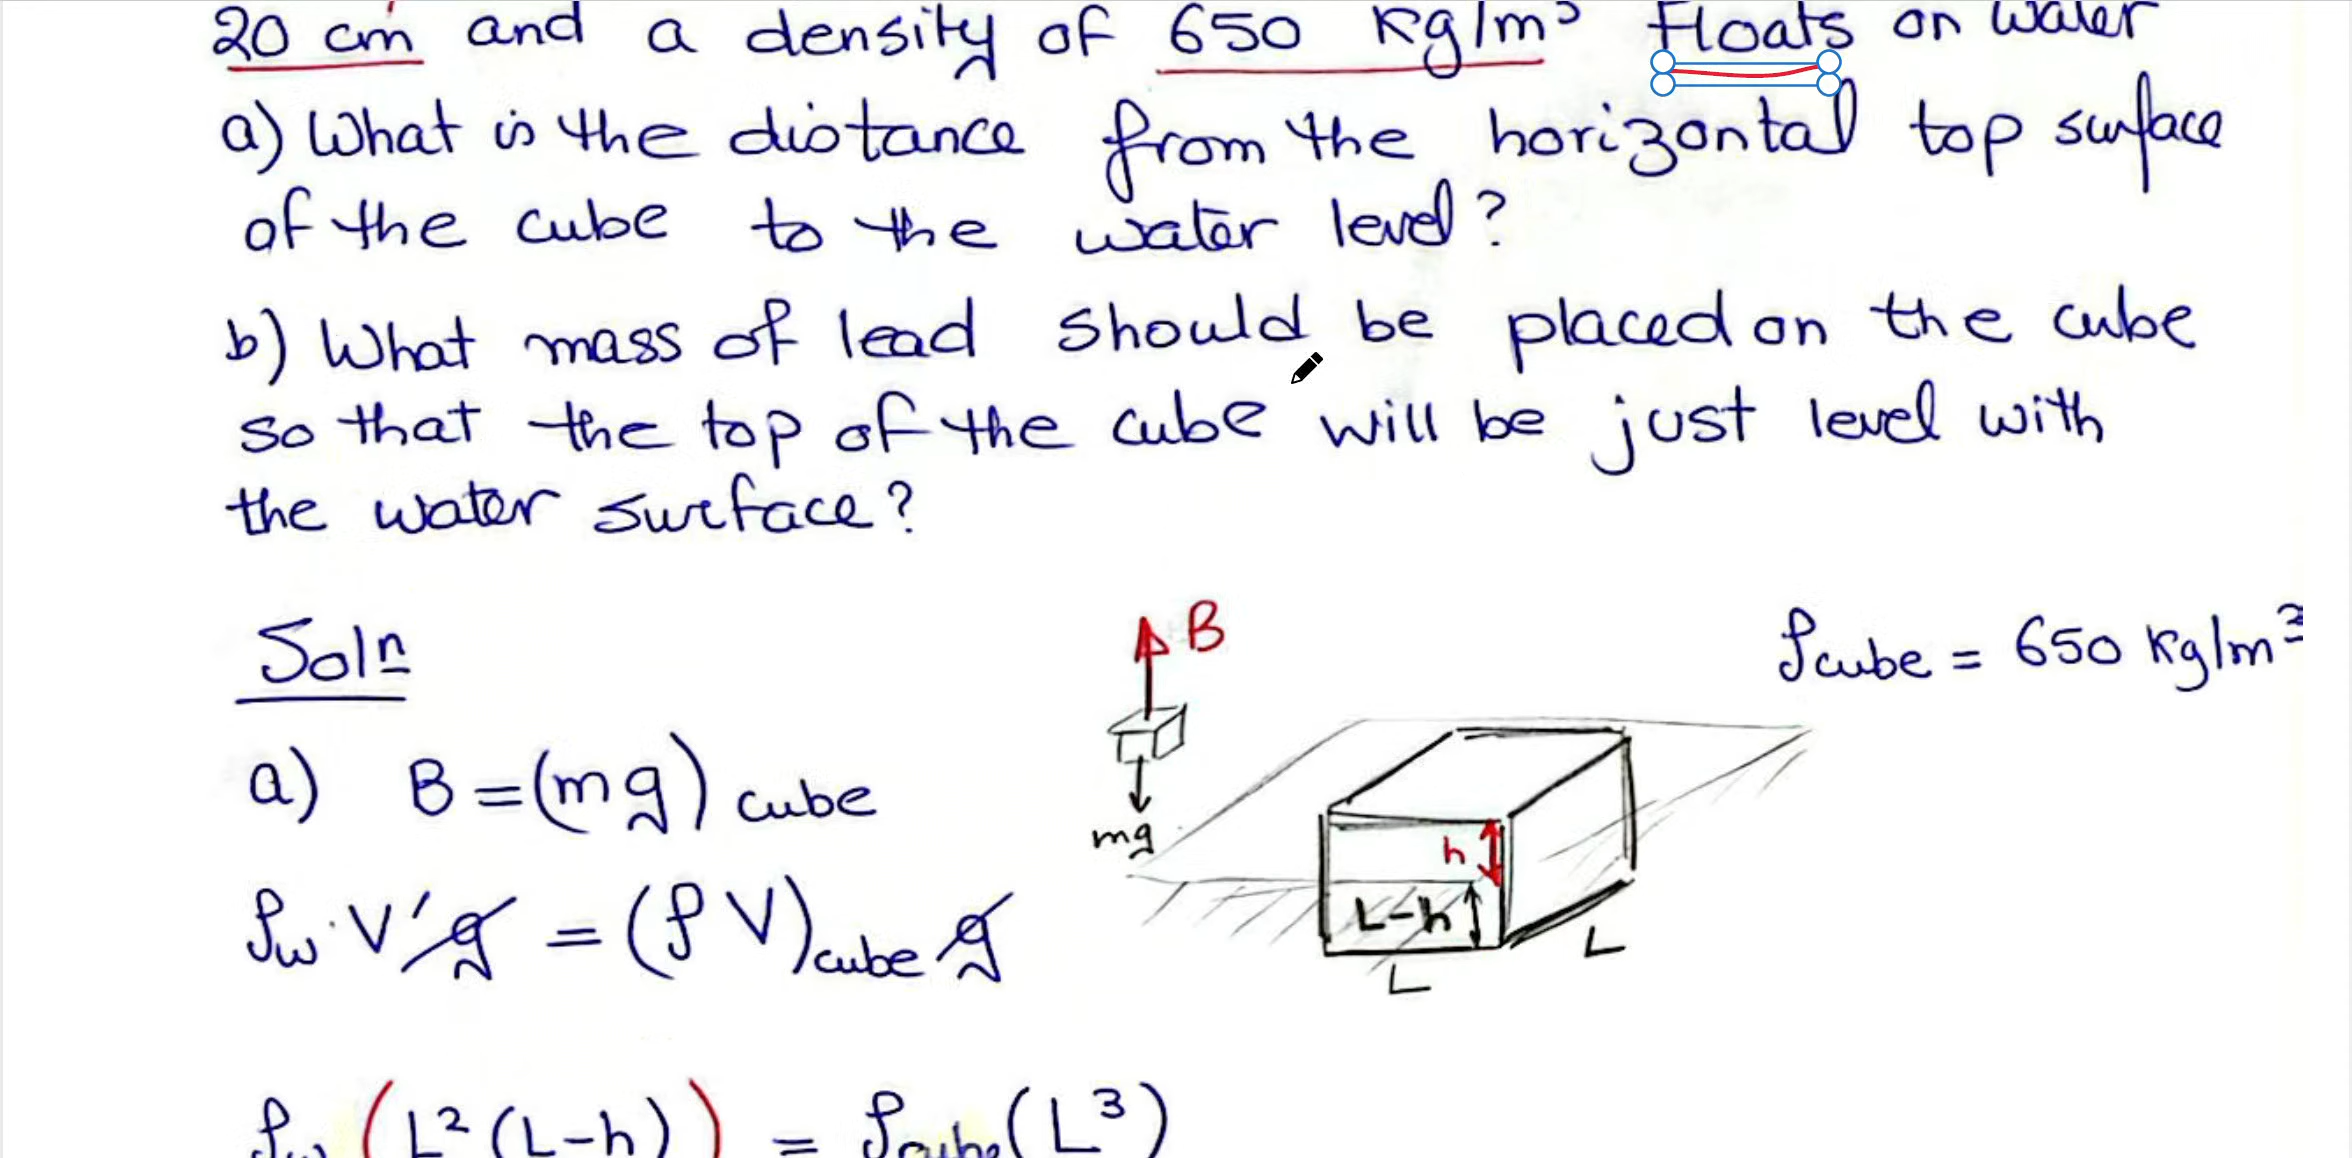 20 cm and a density of 650 Kg/m³ floats on water
a) What is the distance from the horizontal top surface
of the cube to the water level?
b) What mass of lead should be placed on the cube
so that the top of the cube will be just level with
the water surface?
Soln
B
mg
ρcube = 650 Kg/m³
a) B = (mg) cube
h
L-h
L
L
ρw · V'g = (ρV)cube g
ρw (L² (L-h)) = ρcube (L³)